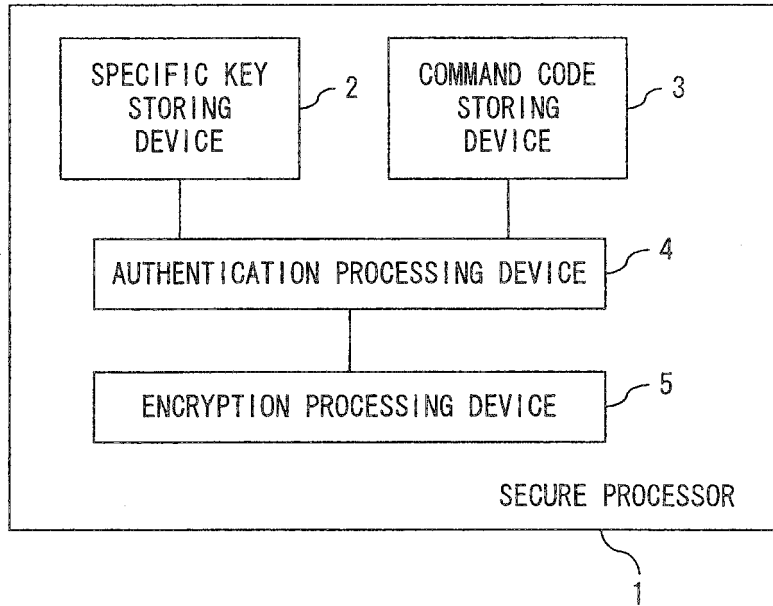 SPECIFIC KEY
STORING
DEVICE
2
COMMAND CODE
STORING
DEVICE
3
AUTHENTICATION PROCESSING DEVICE
4
ENCRYPTION PROCESSING DEVICE
5
SECURE PROCESSOR
1